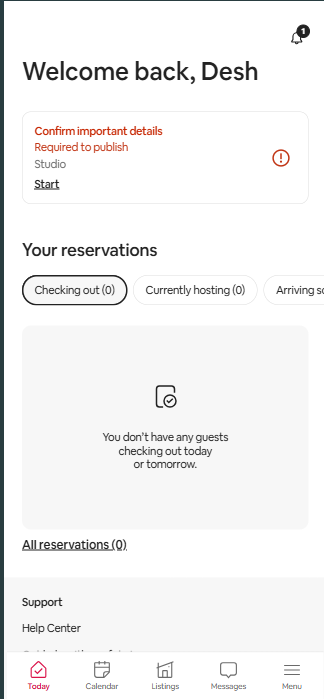 1
Welcome back, Desh
Confirm important details
Required to publish
Studio
Start
Your reservations
Checking out (0)
Currently hosting (0)
Arriving so
You don’t have any guests
checking out today
or tomorrow.
All reservations (0)
Support
Help Center
Today
Calendar
Listings
Messages
Menu